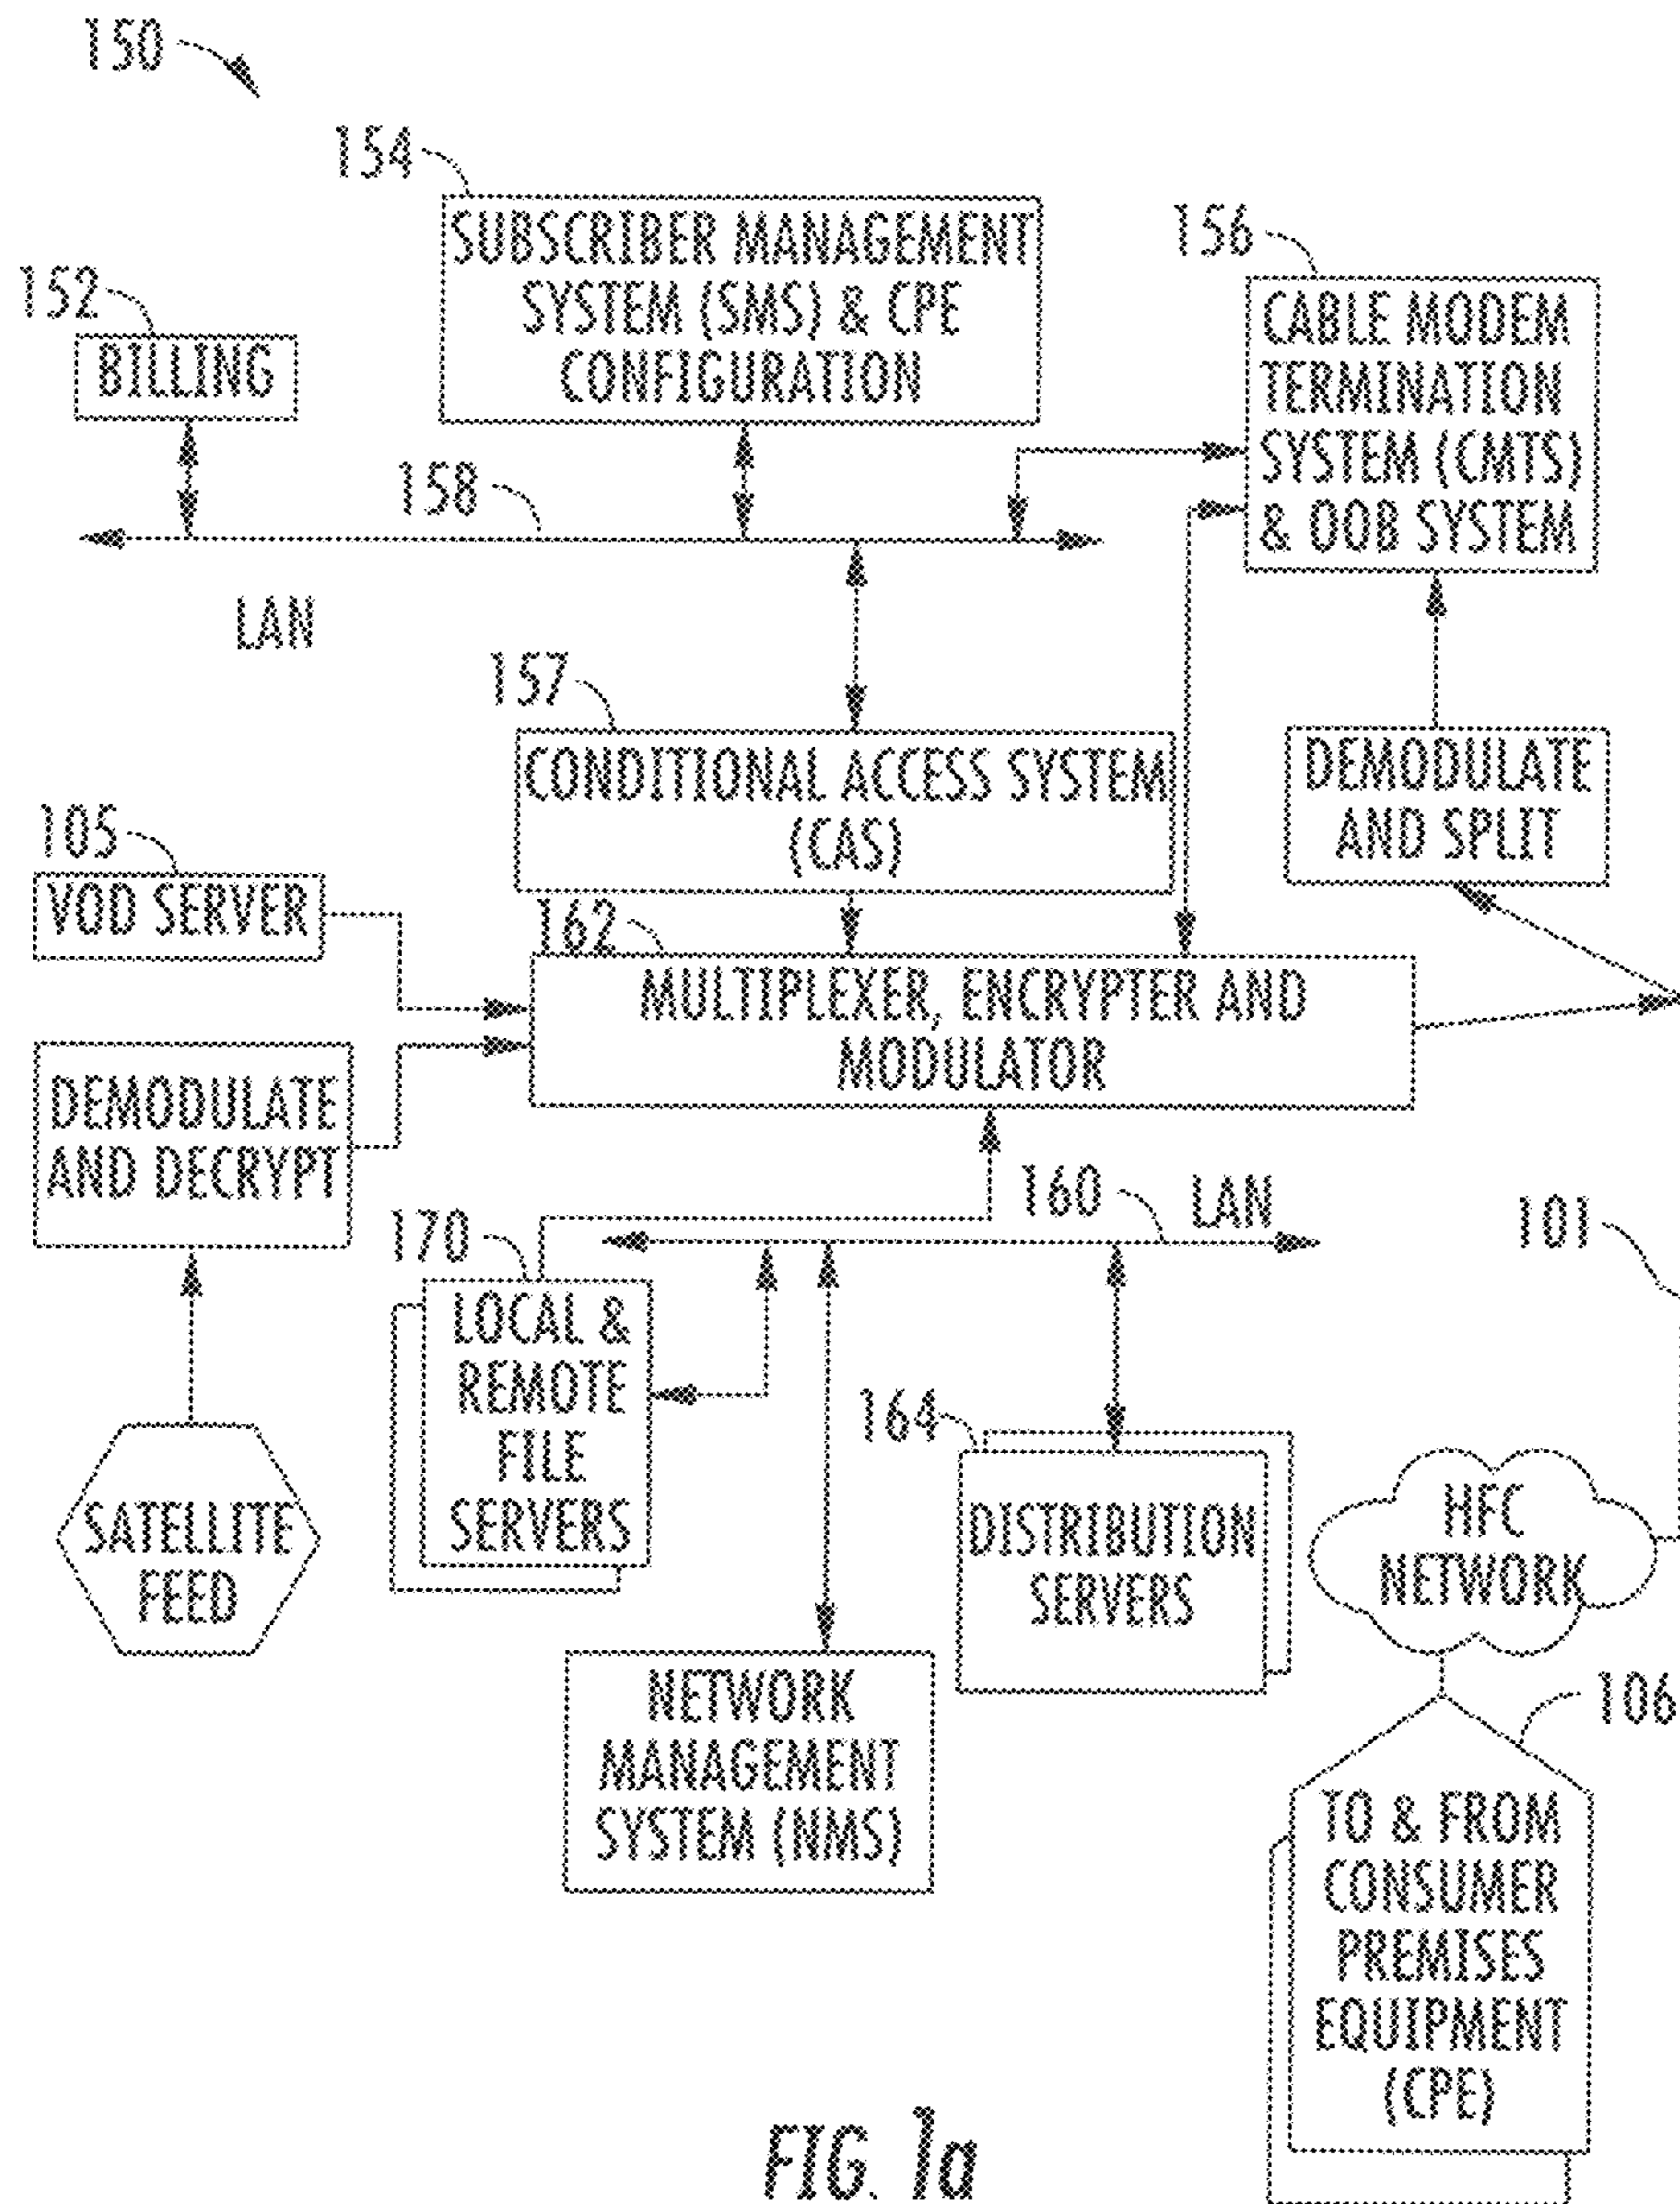 150
154
SUBSCRIBER MANAGEMENT
SYSTEM (SMS) & CPE
CONFIGURATION
156
CABLE MODEM
TERMINATION
SYSTEM (CMTS)
& OOB SYSTEM
152
BILLING
158
LAN
157
CONDITIONAL ACCESS SYSTEM
(CAS)
DEMODULATE
AND SPLIT
105
VOD SERVER
162
MULTIPLEXER, ENCRYPTER AND
MODULATOR
DEMODULATE
AND DECRYPT
160
LAN
101
170
LOCAL &
REMOTE
FILE
SERVERS
164
DISTRIBUTION
SERVERS
HFC
NETWORK
SATELLITE
FEED
NETWORK
MANAGEMENT
SYSTEM (NMS)
106
TO & FROM
CONSUMER
PREMISES
EQUIPMENT
(CPE)
FIG. 1a